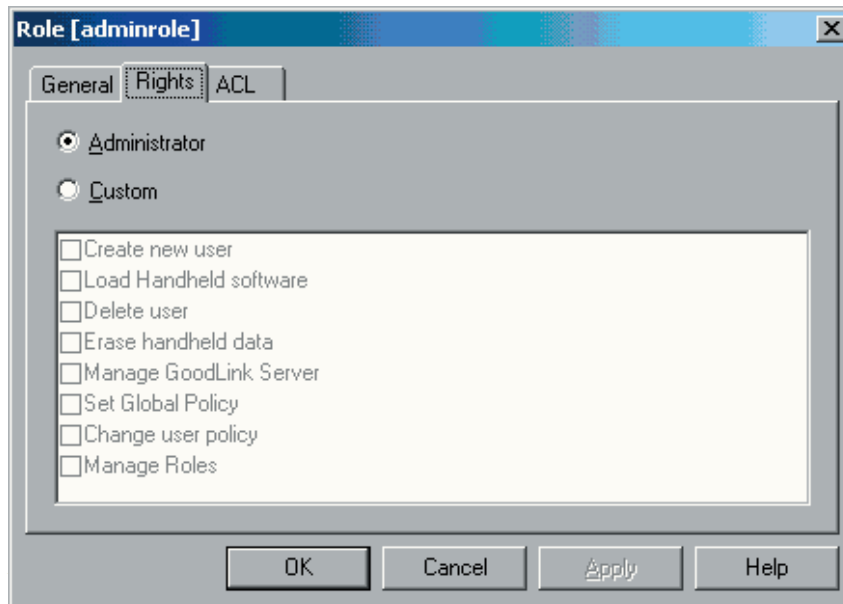 Role [adminrole]
General Rights ACL
Administrator
Custom
Create new user
Load Handheld software
Delete user
Erase handheld data
Manage GoodLink Server
Set Global Policy
Change user policy
Manage Roles
OK Cancel Apply Help